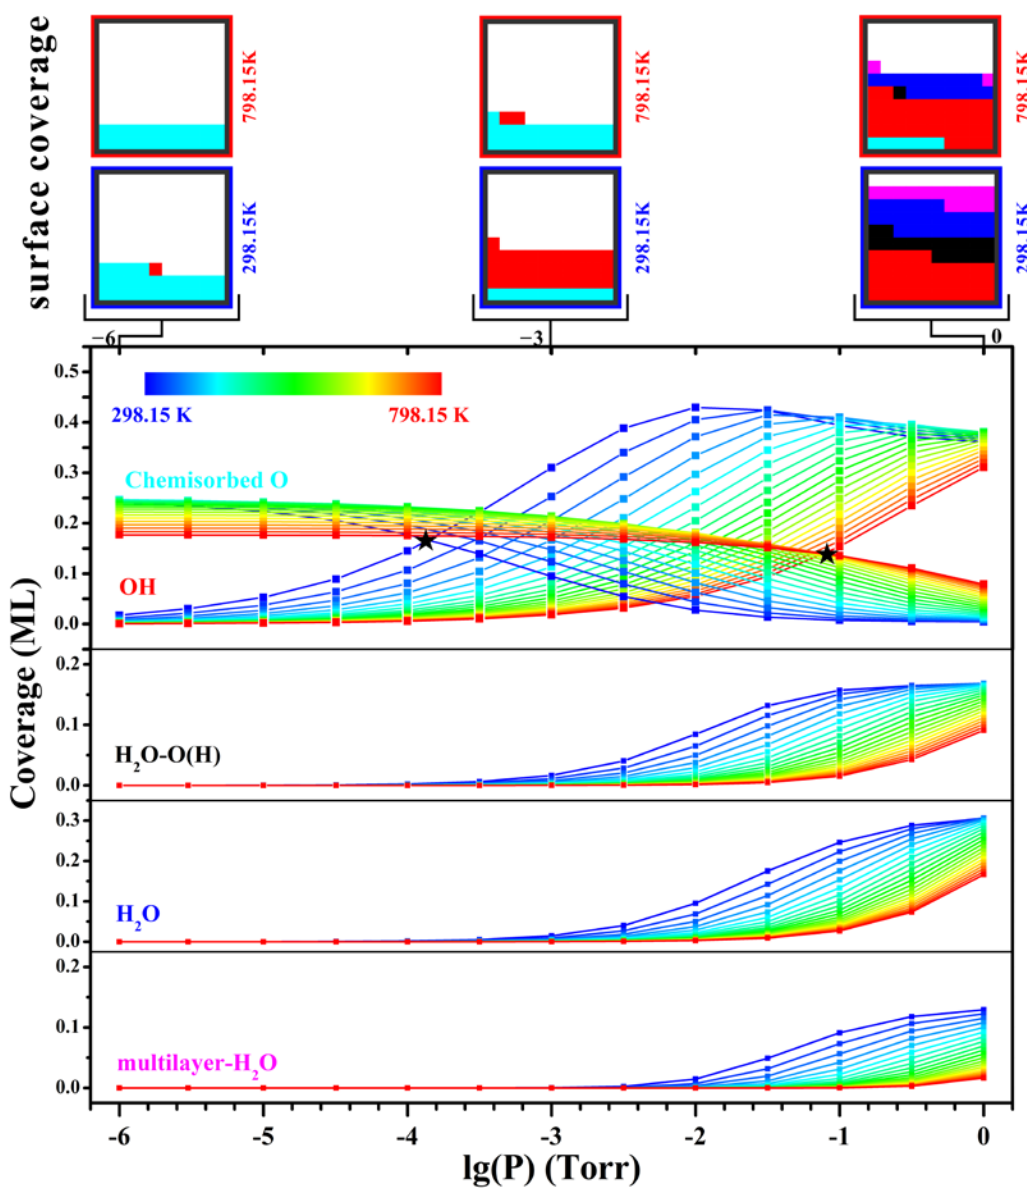 surface coverage
798.15K
798.15K
798.15K
298.15K
298.15K
298.15K
−6
−3
0
0.5
0.4
0.3
0.2
0.1
0.0
298.15 K
798.15 K
Chemisorbed O
OH
Coverage (ML)
0.2
0.1
0.0
H₂O-O(H)
0.3
0.2
0.1
0.0
H₂O
0.2
0.1
0.0
multilayer-H₂O
-6 -5 -4 -3 -2 -1 0
lg(P) (Torr)